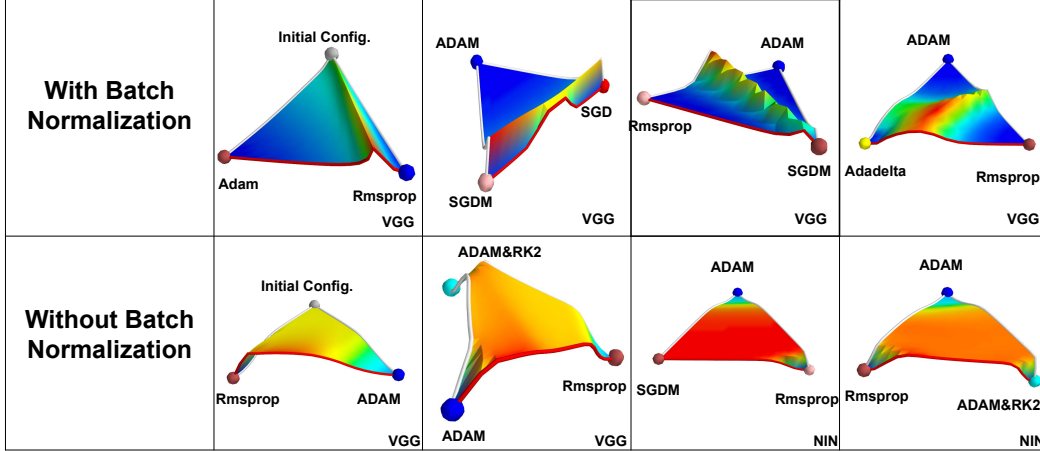 With Batch
Normalization
Initial Config.
Adam
Rmsprop
VGG
ADAM
SGD
SGDM
VGG
ADAM
Rmsprop
SGDM
VGG
ADAM
Adadelta
Rmsprop
VGG
Without Batch
Normalization
Initial Config.
Rmsprop
ADAM
VGG
ADAM&RK2
Rmsprop
ADAM
VGG
ADAM
SGDM
Rmsprop
NIN
ADAM
Rmsprop
ADAM&RK2
NIN